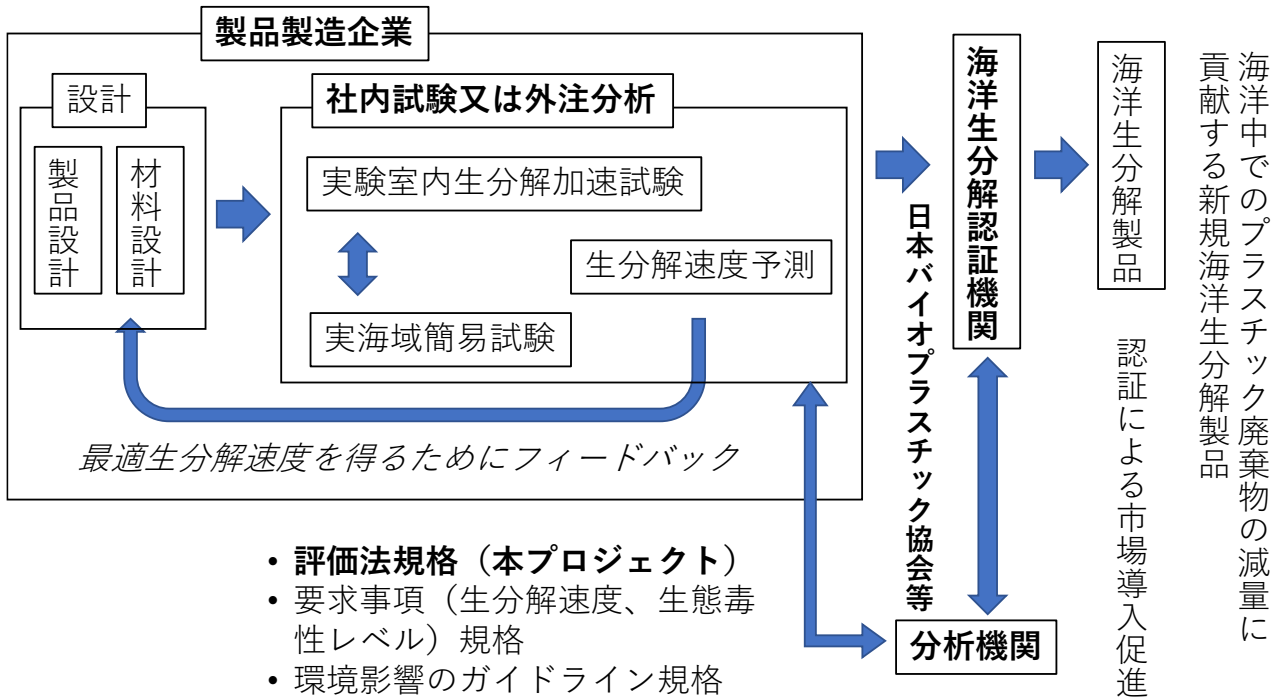 製品製造企業
設計
製品設計
材料設計
社内試験又は外注分析
実験室内生分解加速試験
生分解速度予測
実海域簡易試験
最適生分解速度を得るためにフィードバック
• 評価法規格（本プロジェクト）
• 要求事項（生分解速度、生態毒
性レベル）規格
• 環境影響のガイドライン規格
海洋生分解認証機関
日本バイオプラスチック協会等
分析機関
海洋生分解製品
認証による市場導入促進
海洋中でのプラスチック廃棄物の減量に
貢献する新規海洋生分解製品